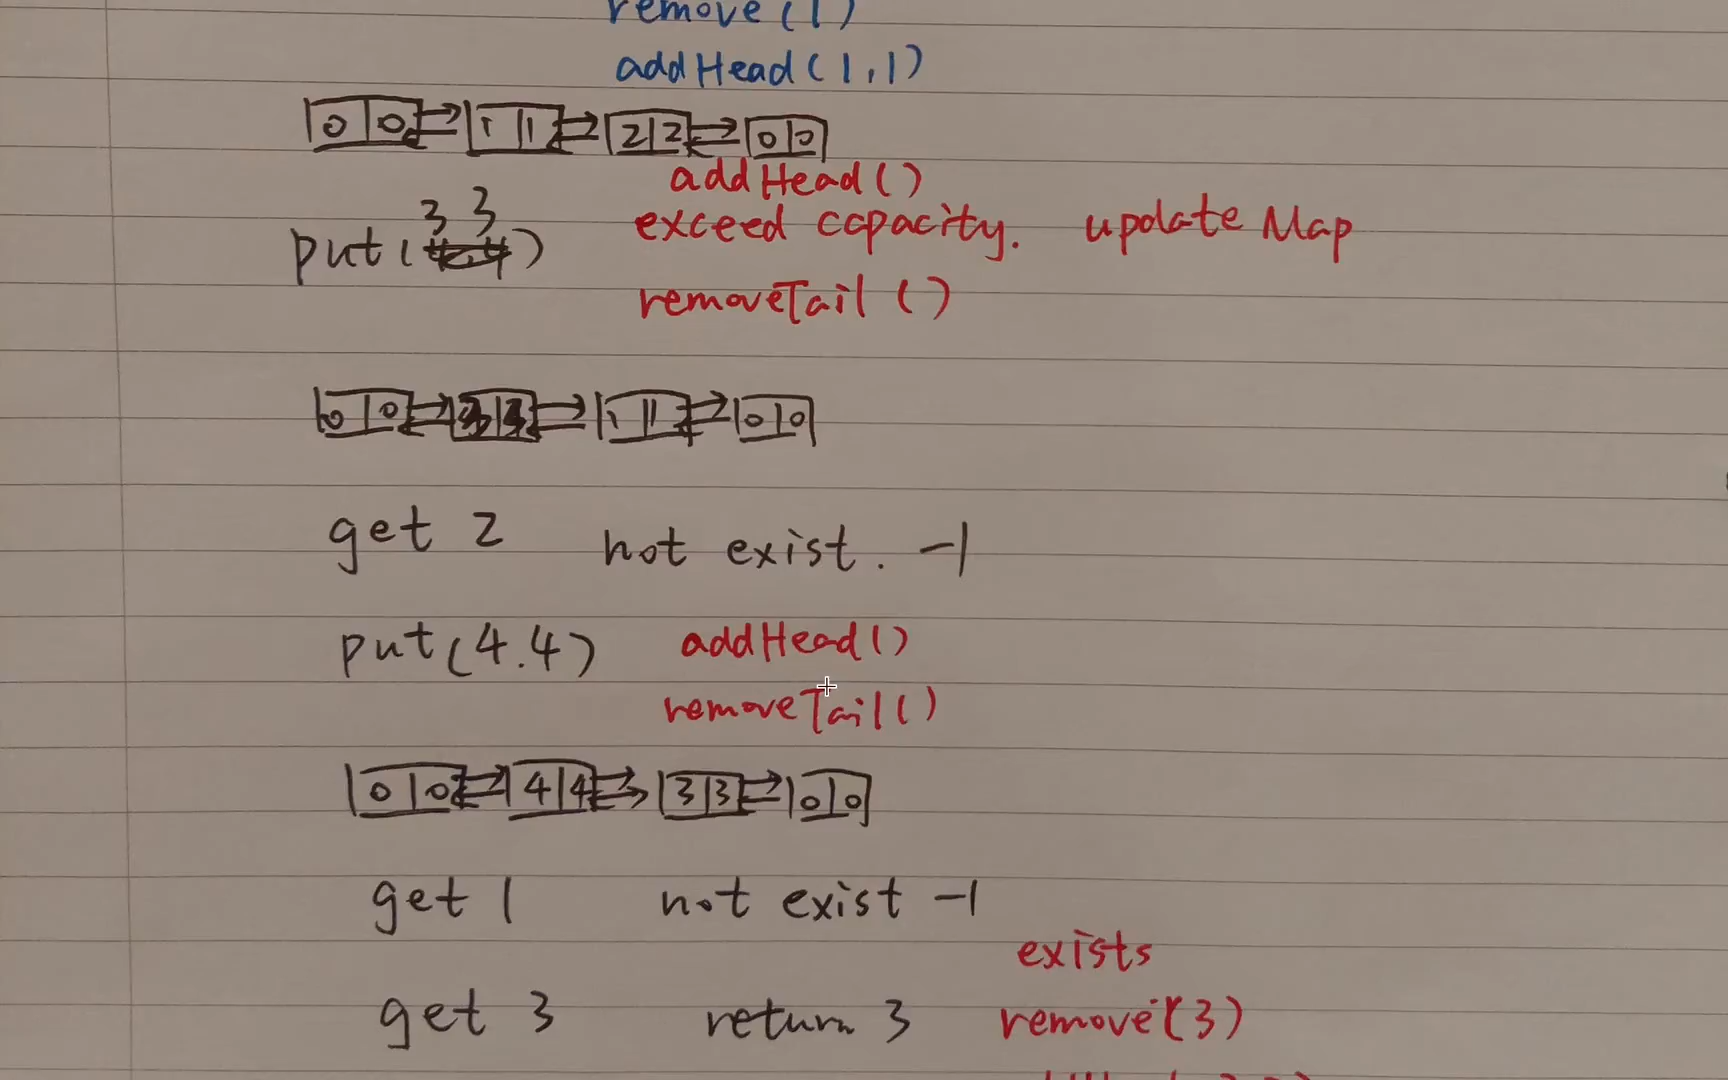 remove(1)
addHead(1,1)
0 0 1 1 2 2 0 0
addHead()
3 3
put( ) exceed capacity. update Map
removeTail()
0 0 3 3 1 1 0 0
get 2 not exist. -1
put(4.4) addHead()
removeTail()
0 0 4 4 3 3 0 0
get 1 not exist -1
exists
get 3 return 3 remove(3)